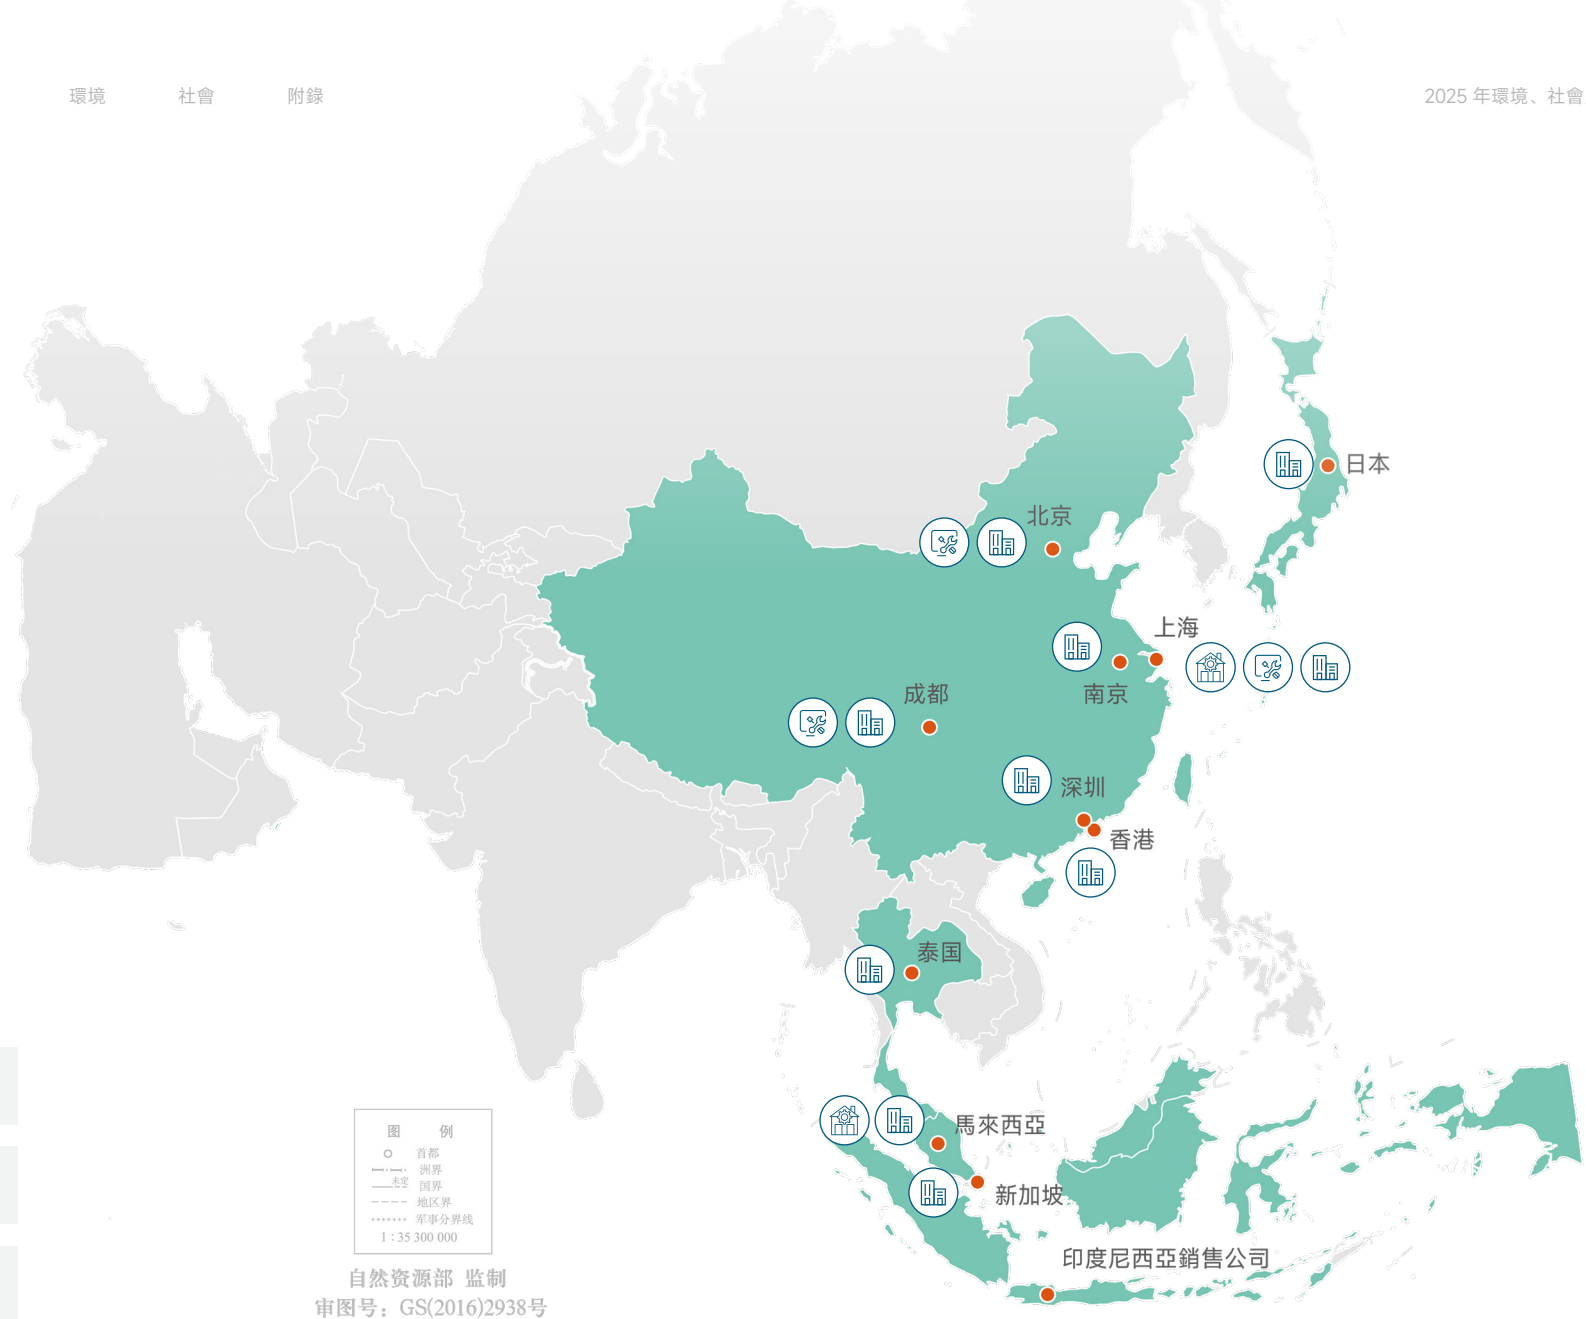 環境 社會 附錄
2025 年環境、社會
日本
北京
上海
南京
成都
深圳
香港
泰国
馬來西亞
新加坡
印度尼西亞銷售公司
图 例
首都
洲界
未定 国界
地区界
军事分界线
1:35 300 000
自然资源部 监制
审图号：GS(2016)2938号